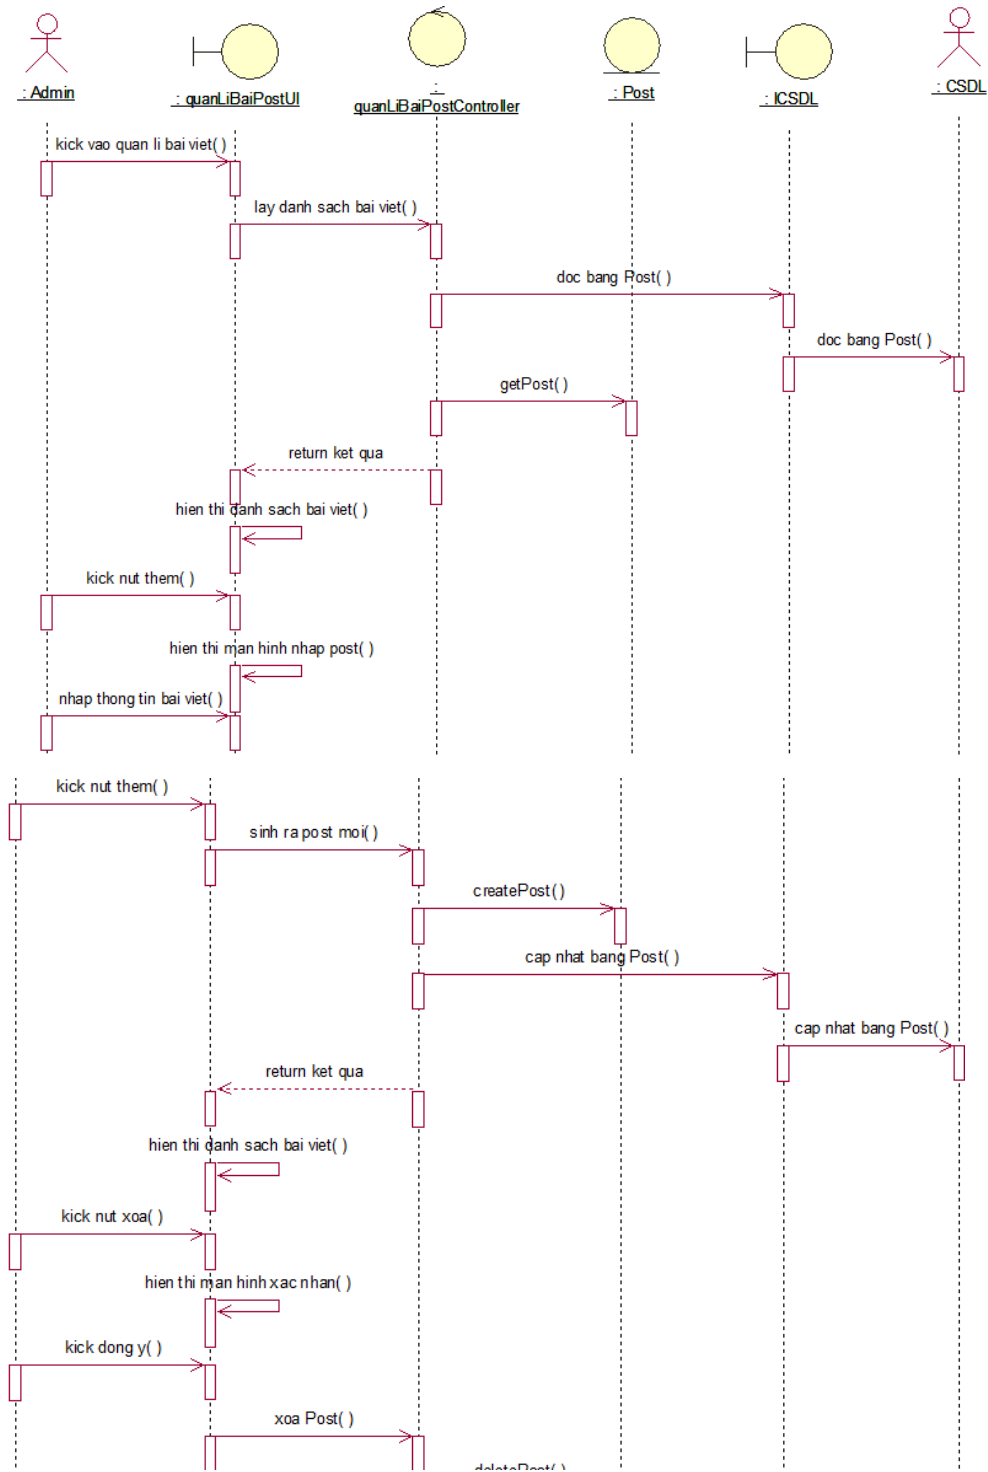 : Admin
: quanLiBaiPostUI
:
quanLiBaiPostController
: Post
: ICSDL
: CSDL
kick vao quan li bai viet( )
lay danh sach bai viet( )
doc bang Post( )
doc bang Post( )
getPost( )
return ket qua
hien thi danh sach bai viet( )
kick nut them( )
hien thi man hinh nhap post( )
nhap thong tin bai viet( )
kick nut them( )
sinh ra post moi( )
createPost( )
cap nhat bang Post( )
cap nhat bang Post( )
return ket qua
hien thi danh sach bai viet( )
kick nut xoa( )
hien thi man hinh xac nhan( )
kick dong y( )
xoa Post( )
deletePost( )